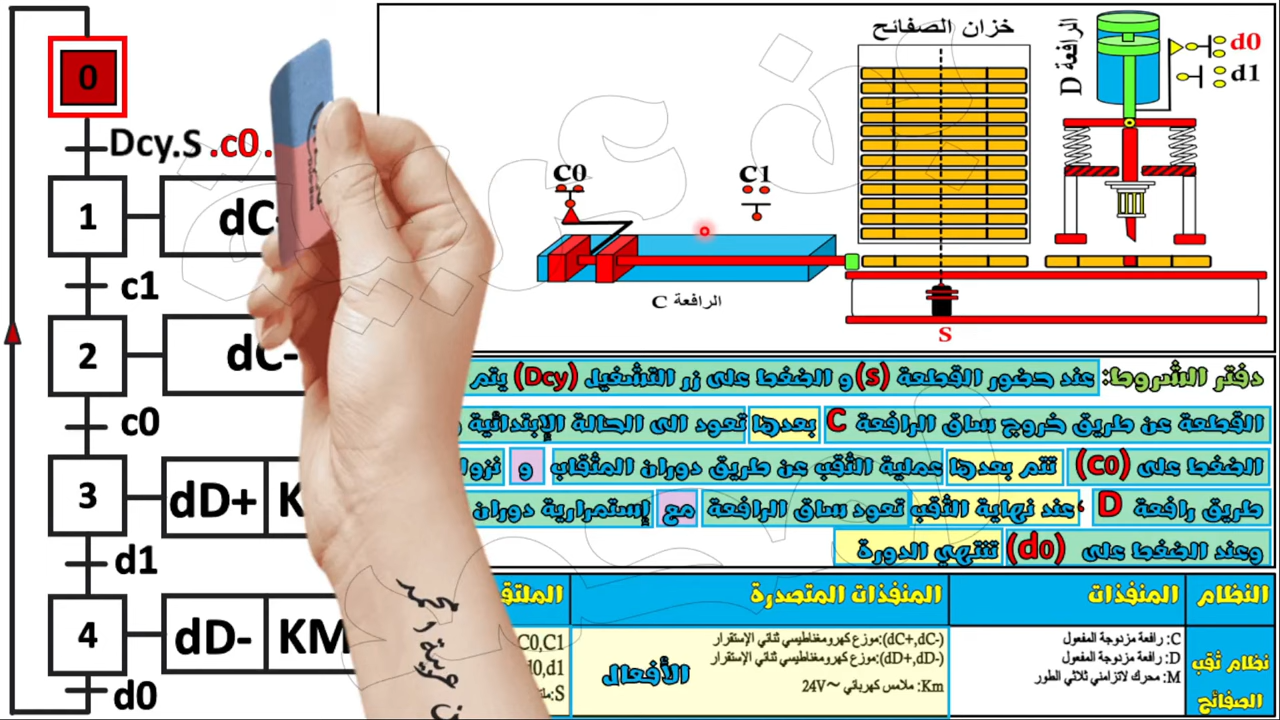 0
Dcy.S .c0.
1
dC
c1
2
dC-
c0
3
dD+
K
d1
4
dD-
KM
d0
خزان الصفائح
الرافعة D
d0
d1
C0
C1
الرافعة C
S
دفتر الشروط: عند حضور القطعة (s) و الضغط على زر التشغيل (Dcy) يتم
القطعة عن طريق خروج ساق الرافعة C بعدها تعود الى الحالة الإبتدائية
الضغط على (c0) تتم بعدها عملية الثقب عن طريق دوران المثقاب و نزو
طريق رافعة D عند نهاية الثقب تعود ساق الرافعة مع إستمرارية دوران
وعند الضغط على (d0) تنتهي الدورة
النظام
المنفذات
المنفذات المتصدرة
الملتق
نظام ثقب
الصفائح
C: رافعة مزدوجة المفعول
D: رافعة مزدوجة المفعول
M: محرك لاتزامني ثلاثي الطور
(dC+,dC-):موزع كهرومغناطيسي ثنائي الإستقرار
(dD+,dD-):موزع كهرومغناطيسي ثنائي الإستقرار
Km: ملامس كهربائي ~24V
الأفعال
C0,C1
d0,d1
S: